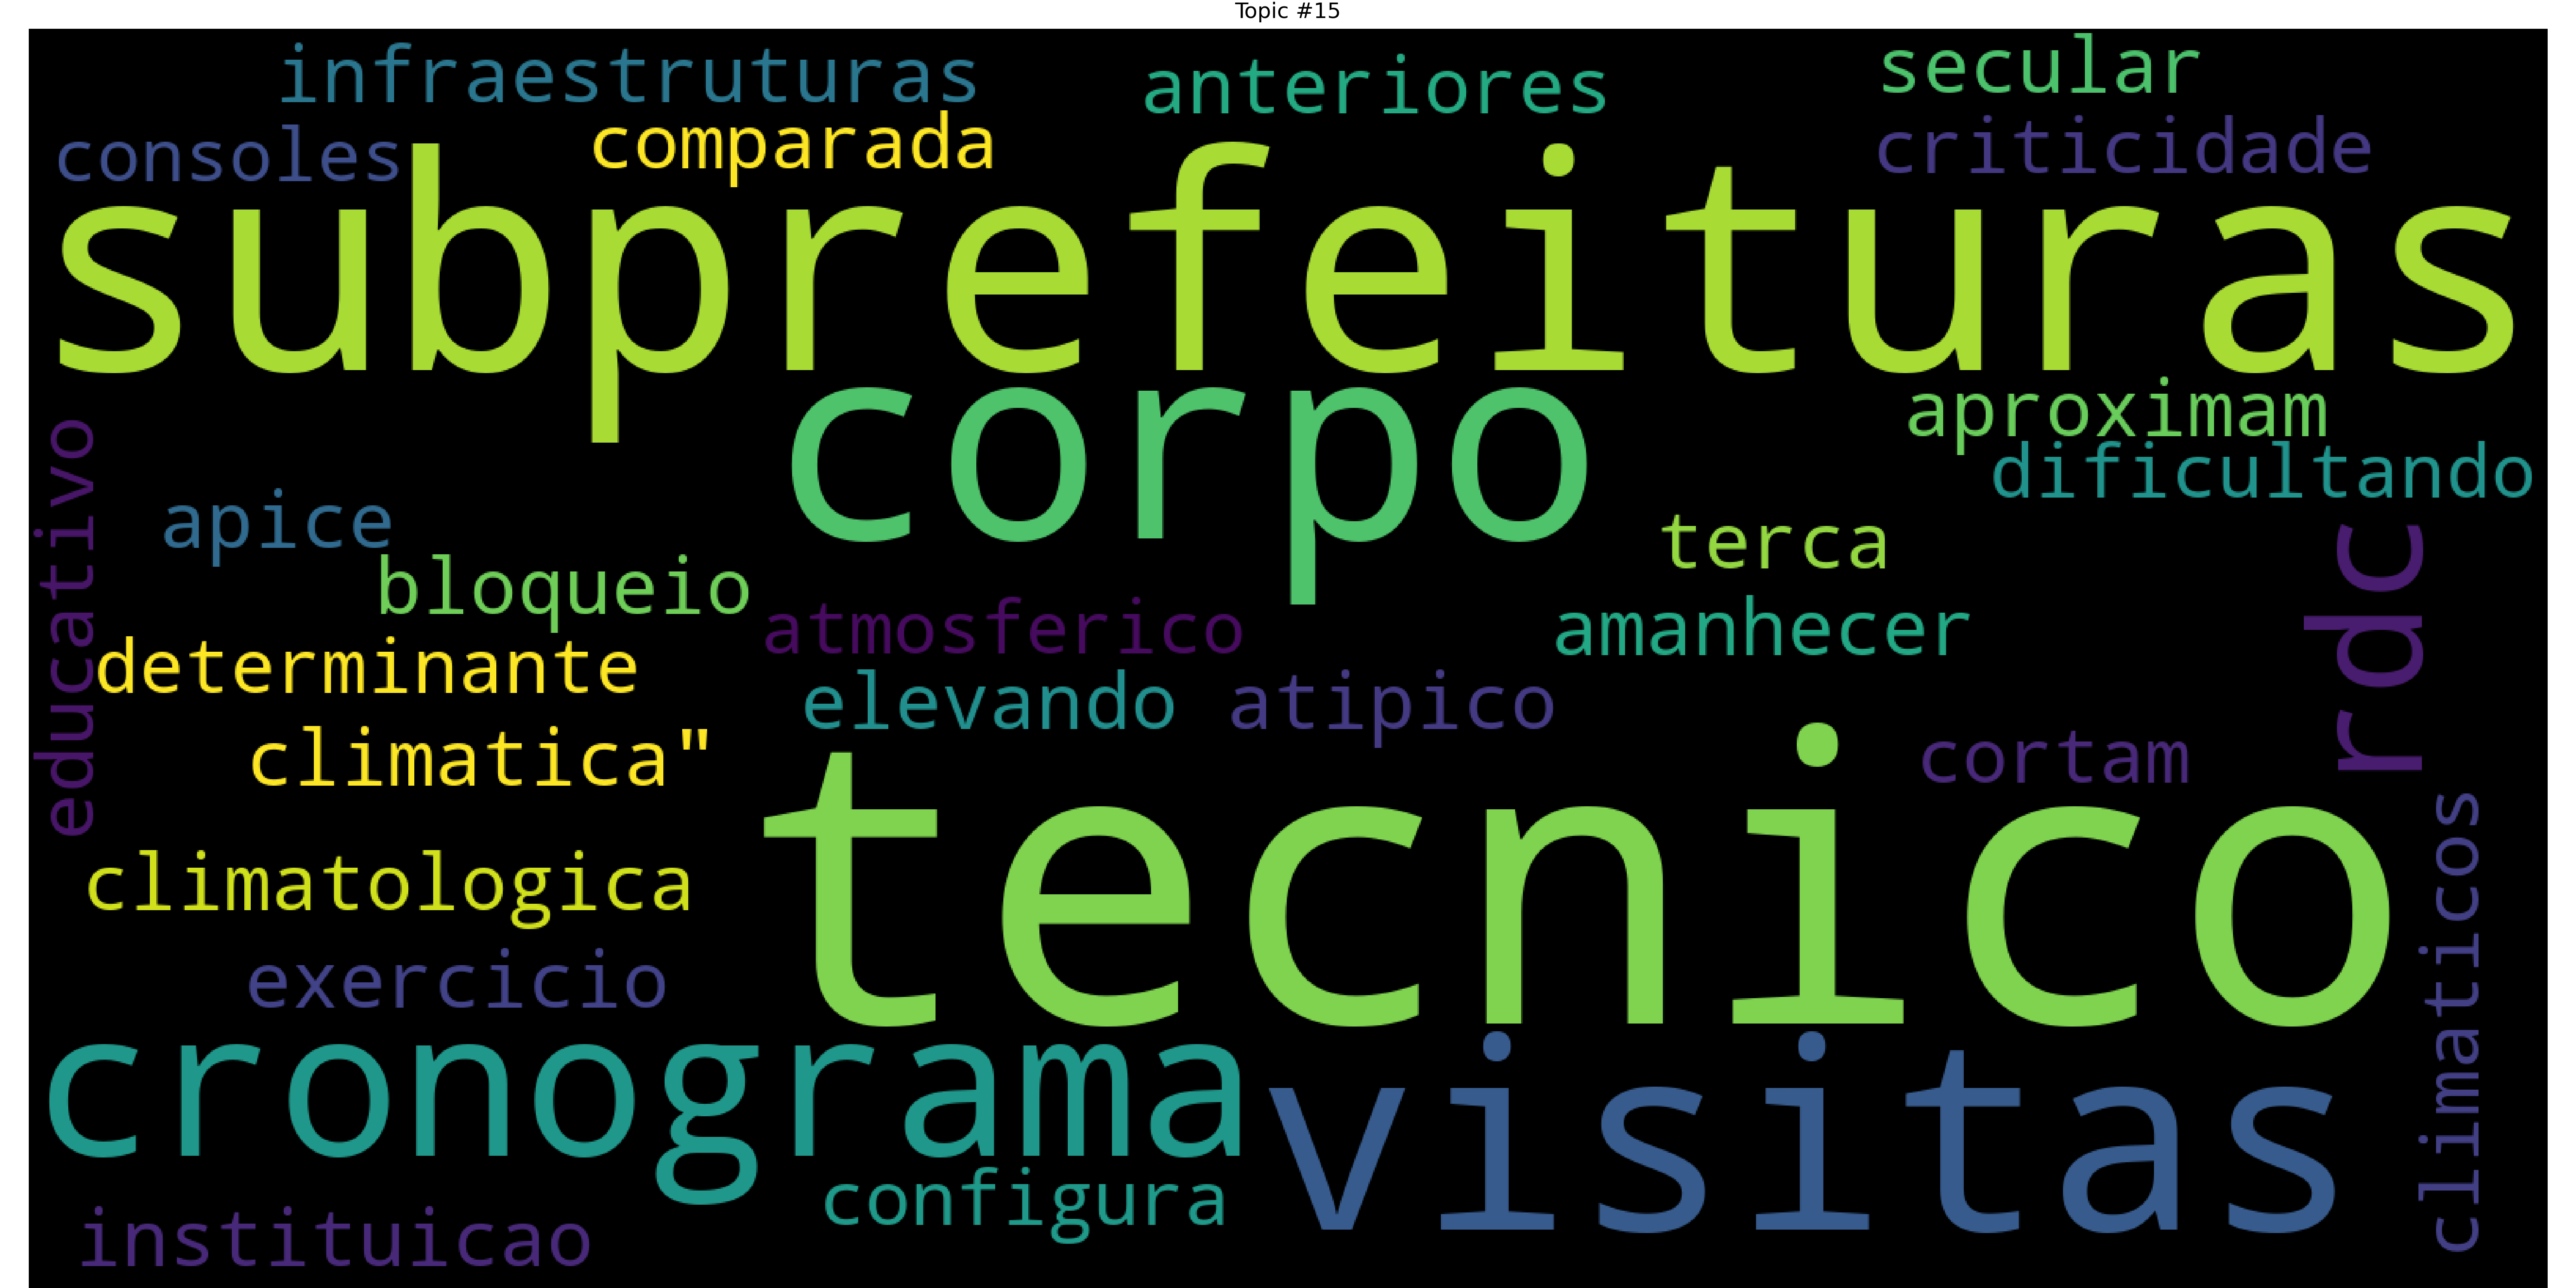 Topic #15
infraestruturas
anteriores
secular
consoles
comparada
criticidade
subprefeituras
corpo
aproximam
dificultando
educativo
apice
terca
rdc
bloqueio
atmosferico
amanhecer
determinante
elevando
atipico
climatica"
cortam
tecnico
climaticos
climatologica
exercicio
cronograma
visitas
configura
instituicao